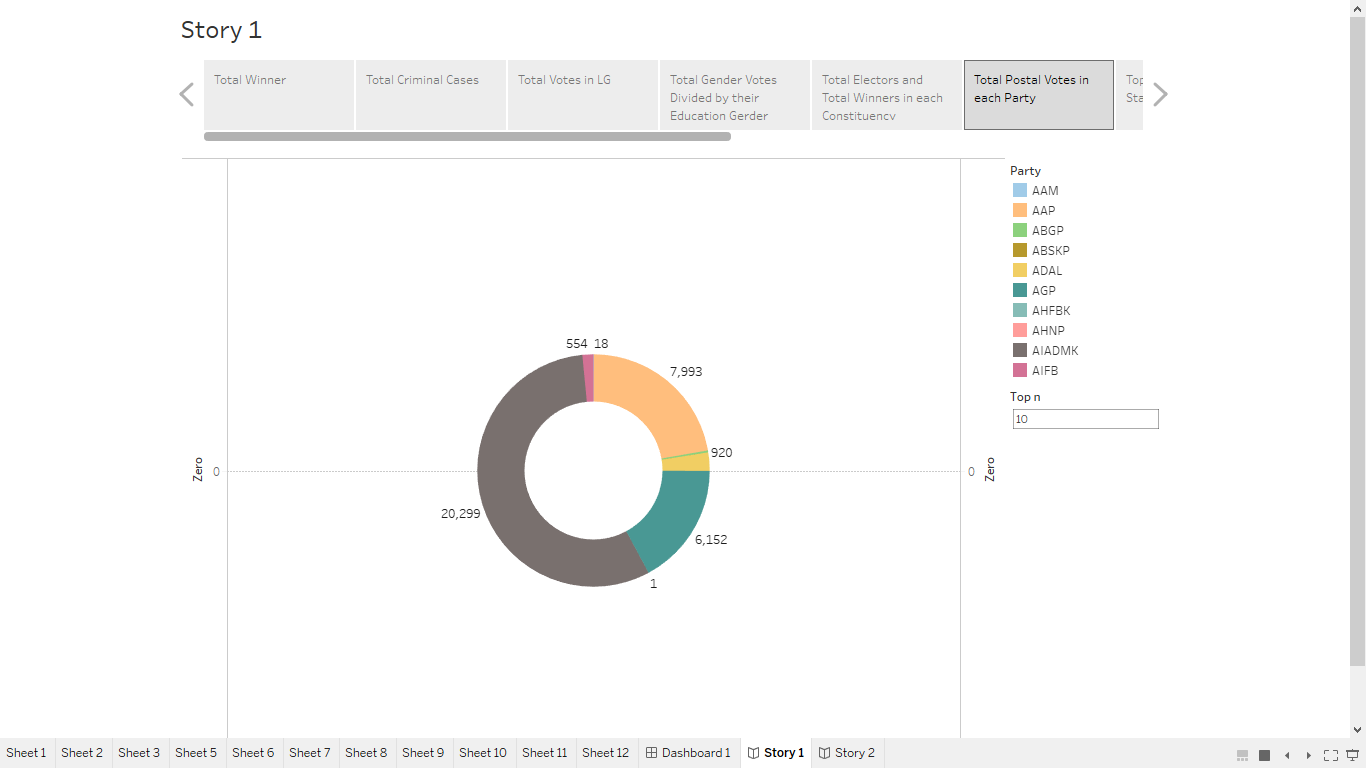 Story 1
Total Winner
Total Criminal Cases
Total Votes in LG
Total Gender Votes
Divided by their
Education Gerder
Total Electors and
Total Winners in each
Constituency
Total Postal Votes in
each Party
Top
Sta
Party
AAM
AAP
ABGP
ABSKP
ADAL
AGP
AHFBK
AHNP
AIADMK
AIFB
Top n
10
554 18
7,993
920
Zero 0
0 Zero
20,299
6,152
1
Sheet 1 Sheet 2 Sheet 3 Sheet 5 Sheet 6 Sheet 7 Sheet 8 Sheet 9 Sheet 10 Sheet 11 Sheet 12 Dashboard 1 Story 1 Story 2